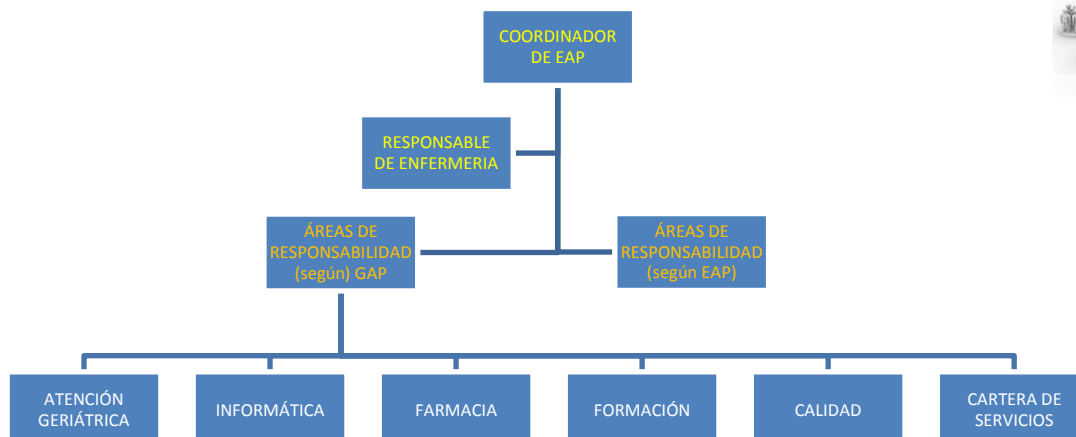 COORDINADOR
DE EAP
RESPONSABLE
DE ENFERMERIA
ÁREAS DE
RESPONSABILIDAD
(según) GAP
ÁREAS DE
RESPONSABILIDAD
(según EAP)
ATENCIÓN
GERIÁTRICA
INFORMÁTICA
FARMACIA
FORMACIÓN
CALIDAD
CARTERA DE
SERVICIOS